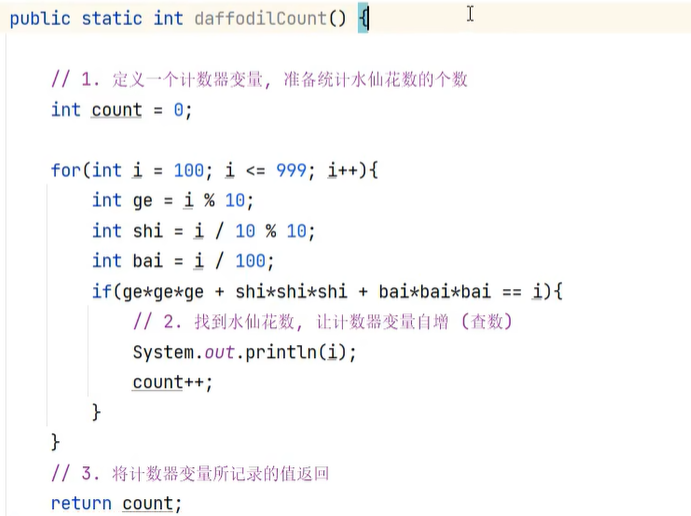 public static int daffodilCount() {
// 1. 定义一个计数器变量, 准备统计水仙花数的个数
int count = 0;
for(int i = 100; i <= 999; i++){
int ge = i % 10;
int shi = i / 10 % 10;
int bai = i / 100;
if(ge*ge*ge + shi*shi*shi + bai*bai*bai == i){
// 2. 找到水仙花数, 让计数器变量自增 (查数)
System.out.println(i);
count++;
}
}
// 3. 将计数器变量所记录的值返回
return count;